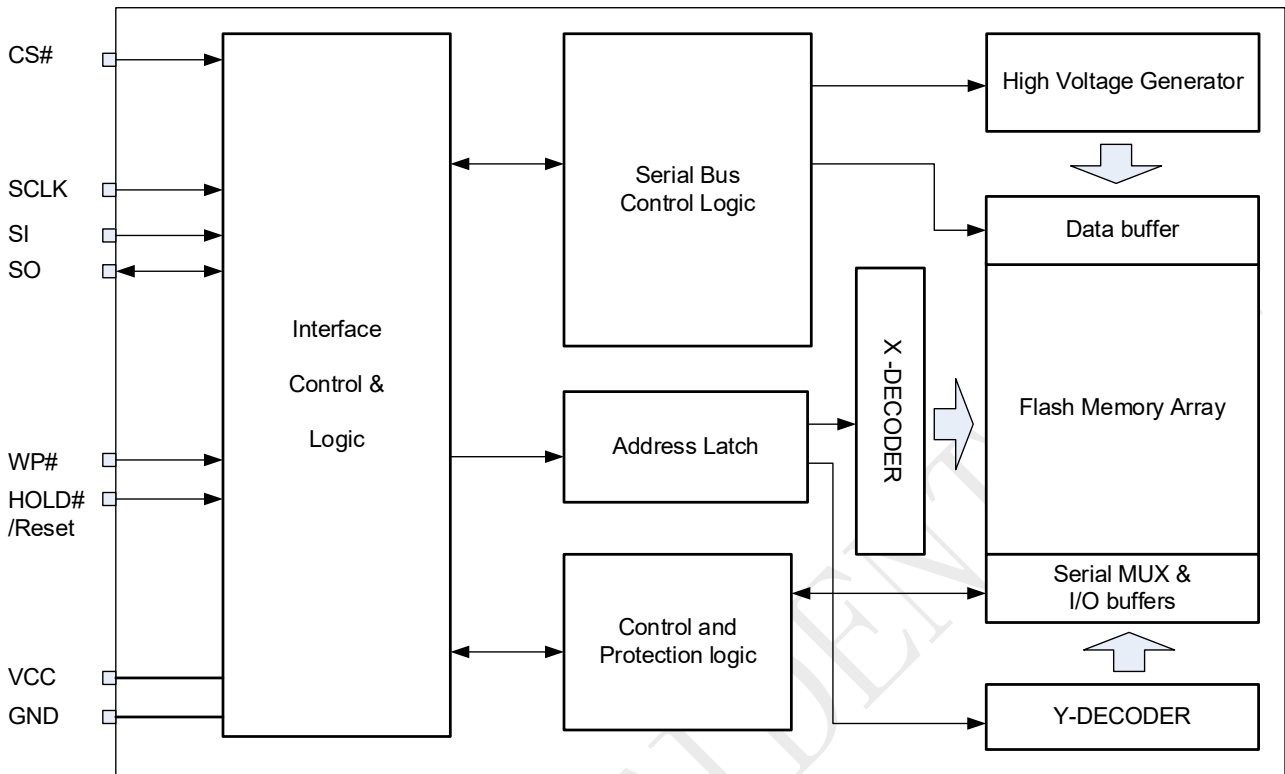 CS#
SCLK
SI
SO
WP#
HOLD#
/Reset
VCC
GND
Interface
Control &
Logic
Serial Bus
Control Logic
Address Latch
Control and
Protection logic
X -DECODER
High Voltage Generator
Data buffer
Flash Memory Array
Serial MUX &
I/O buffers
Y-DECODER